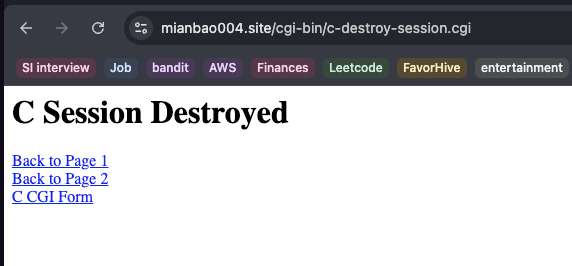 mianbao004.site/cgi-bin/c-destroy-session.cgi
SI interview Job bandit AWS Finances Leetcode FavorHive entertainment
C Session Destroyed
Back to Page 1
Back to Page 2
C CGI Form